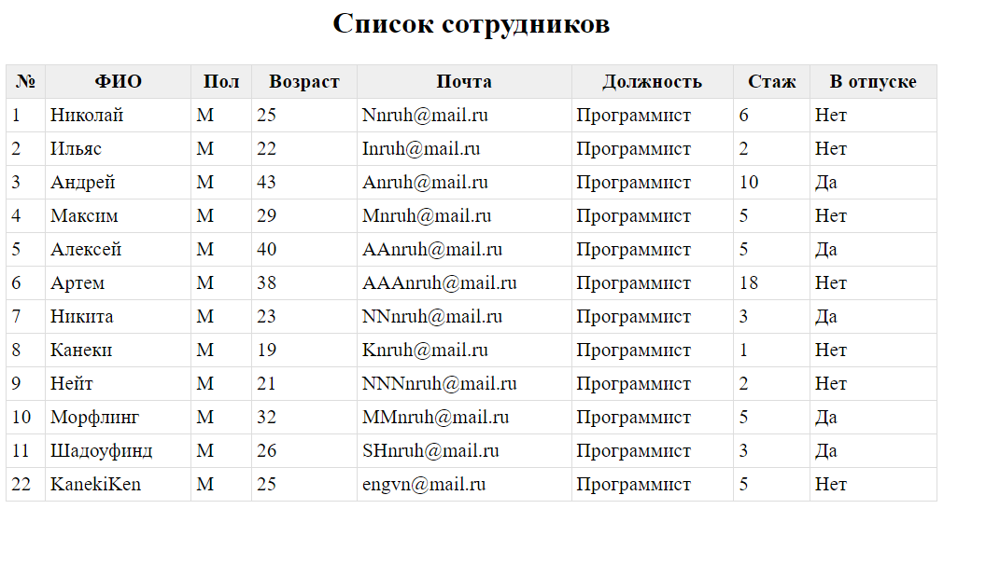 Список сотрудников
№ ФИО Пол Возраст Почта Должность Стаж В отпуске
1 Николай М 25 Nnruh@mail.ru Программист 6 Нет
2 Ильяс М 22 Inruh@mail.ru Программист 2 Нет
3 Андрей М 43 Anruh@mail.ru Программист 10 Да
4 Максим М 29 Mnruh@mail.ru Программист 5 Нет
5 Алексей М 40 AAnruh@mail.ru Программист 5 Да
6 Артем М 38 AAAnruh@mail.ru Программист 18 Нет
7 Никита М 23 NNnruh@mail.ru Программист 3 Да
8 Канеки М 19 Knruh@mail.ru Программист 1 Нет
9 Нейт М 21 NNNnruh@mail.ru Программист 2 Нет
10 Морфлинг М 32 MMnruh@mail.ru Программист 5 Да
11 Шадоуфинд М 26 SHnruh@mail.ru Программист 3 Да
22 KanekiKen М 25 engvn@mail.ru Программист 5 Нет